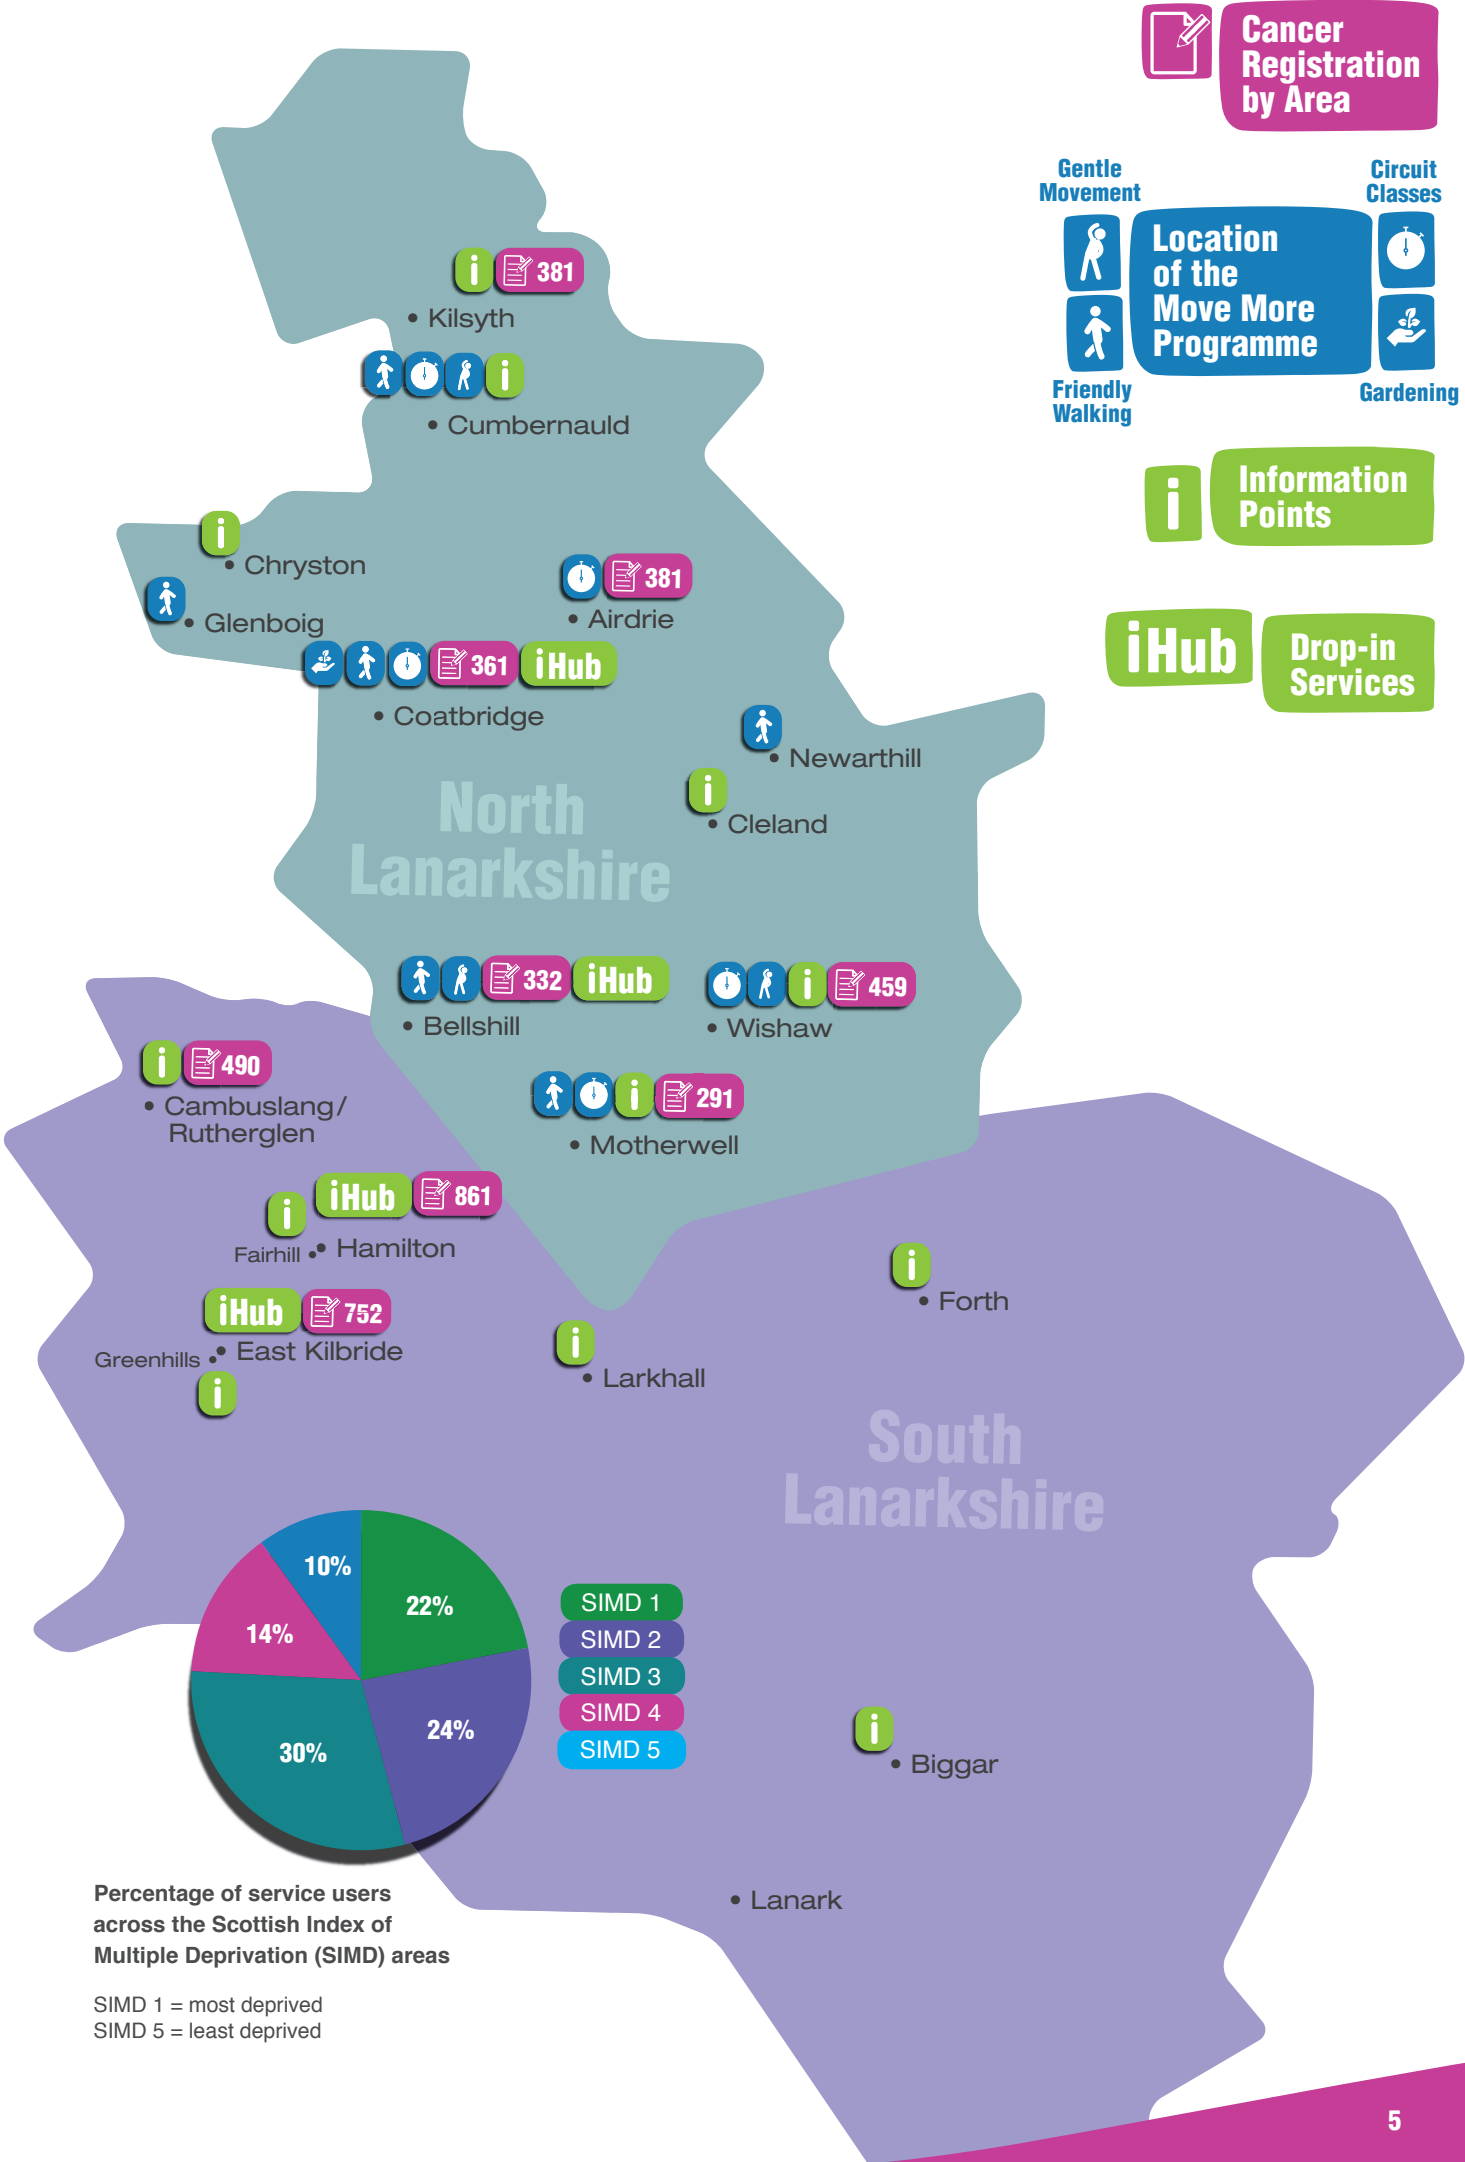 Cancer
Registration
by Area
Gentle
Movement
Circuit
Classes
Location
of the
Move More
Programme
Friendly
Walking
Gardening
i
Information
Points
iHub
Drop-in
Services
i 381
• Kilsyth
i
• Cumbernauld
i
• Chryston
• Glenboig
381
• Airdrie
361 iHub
• Coatbridge
• Newarthill
i
• Cleland
North
Lanarkshire
332 iHub
• Bellshill
i 459
• Wishaw
i 291
• Motherwell
i 490
• Cambuslang/
Rutherglen
iHub 861
i
Fairhill • • Hamilton
iHub 752
Greenhills • • East Kilbride
i
i
• Forth
i
• Larkhall
South
Lanarkshire
10%
22%
14%
24%
30%
SIMD 1
SIMD 2
SIMD 3
SIMD 4
SIMD 5
i
• Biggar
• Lanark
Percentage of service users
across the Scottish Index of
Multiple Deprivation (SIMD) areas
SIMD 1 = most deprived
SIMD 5 = least deprived
5